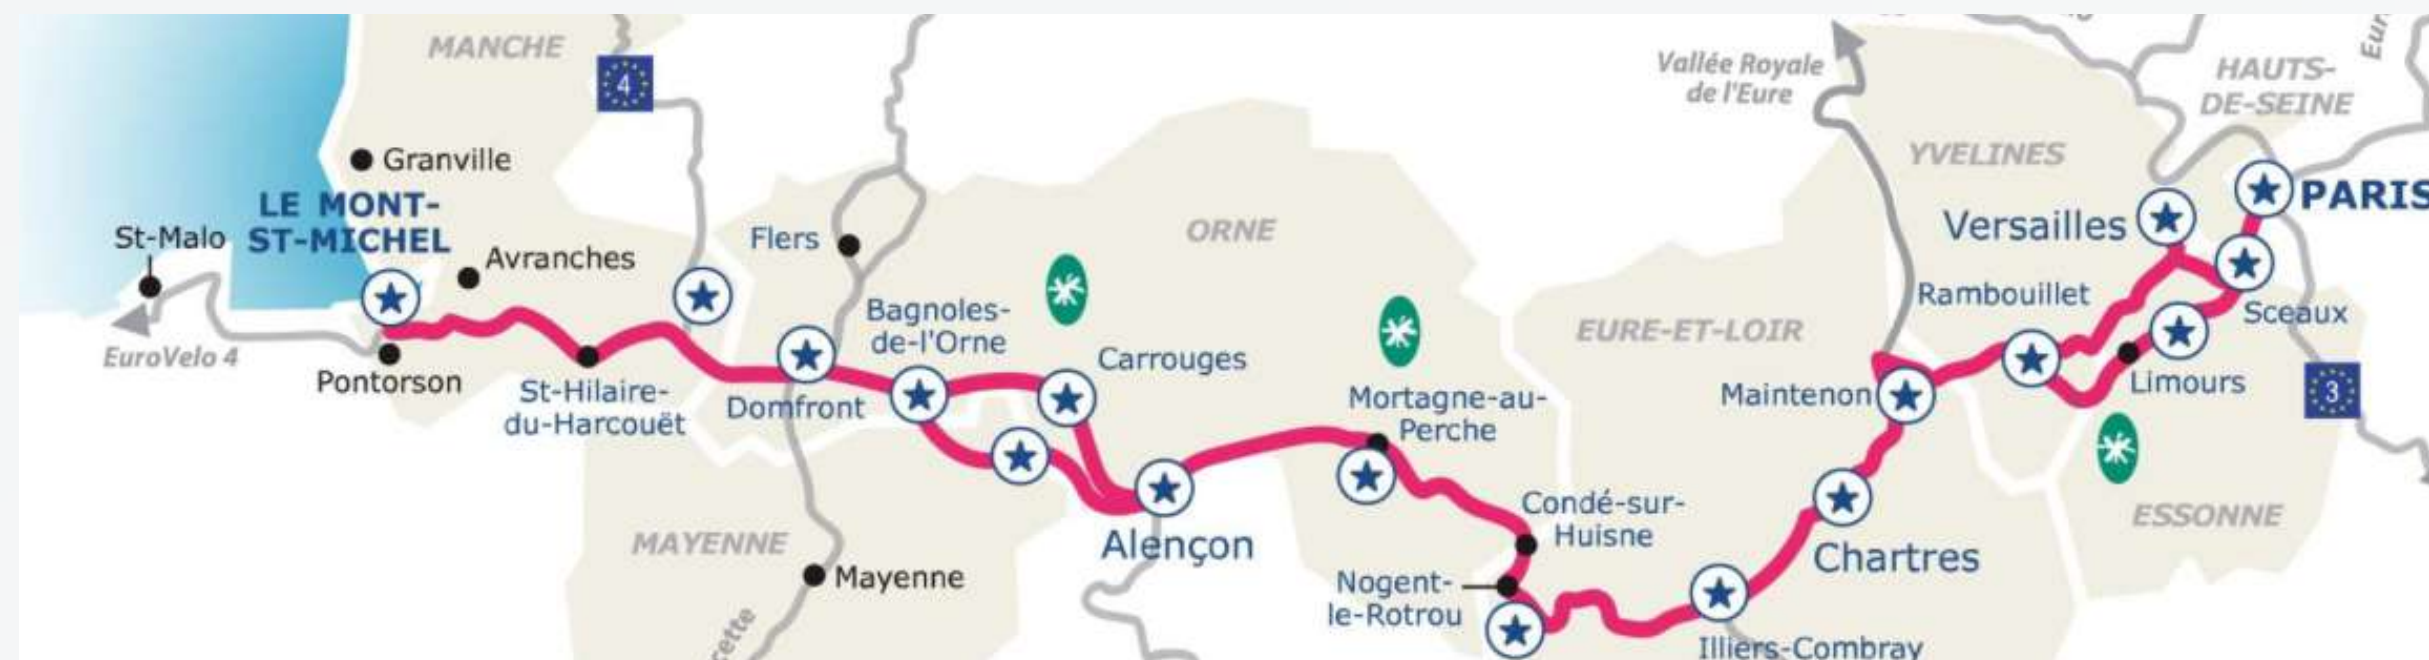 MANCHE
4
Granville
LE MONT-
ST-MICHEL
St-Malo
Avranches
EuroVelo 4
Pontorson
St-Hilaire-
du-Harcouët
Flers
Domfront
Bagnoles-
de-l'Orne
Carrouges
ORNE
MAYENNE
Mayenne
Alençon
Mortagne-au-
Perche
Condé-sur-
Huisne
Nogent-
le-Rotrou
EURE-ET-LOIR
Illiers-Combray
Chartres
Maintenon
Vallée Royale
de l'Eure
YVELINES
HAUTS-
DE-SEINE
Versailles
PARIS
Rambouillet
Sceaux
Limours
3
ESSONNE